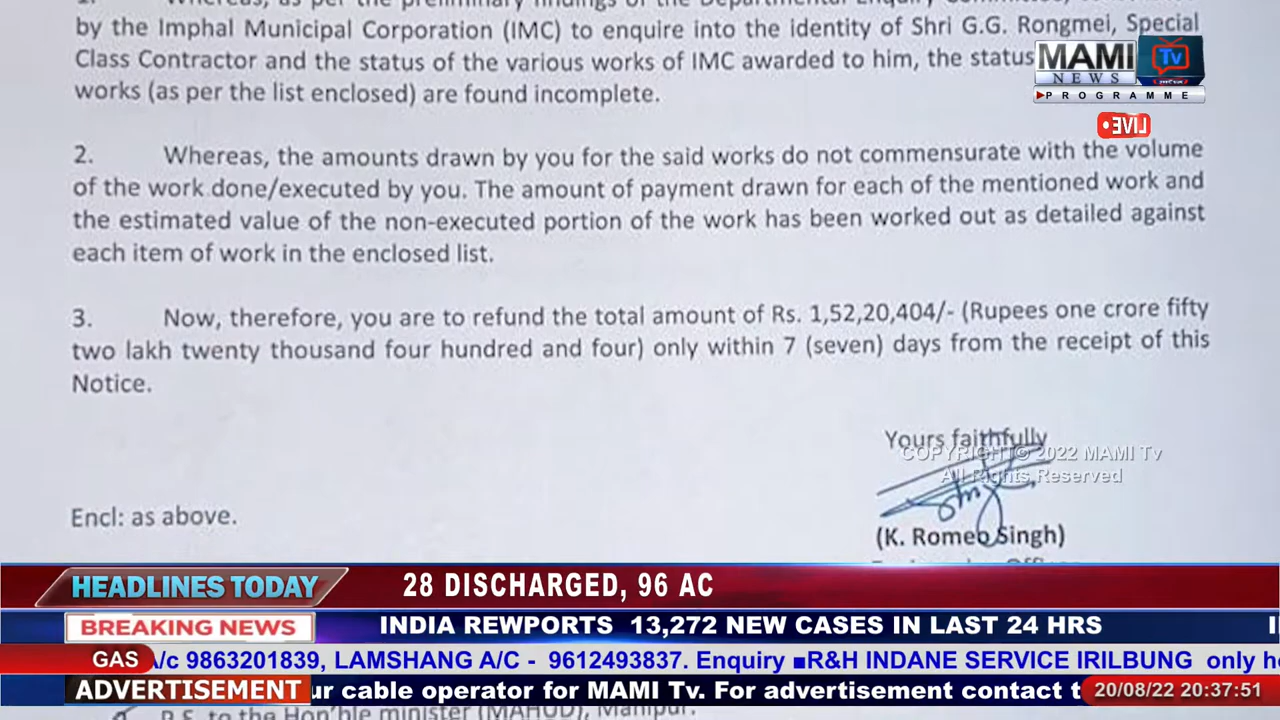 by the Imphal Municipal Corporation (IMC) to enquire into the identity of Shri G.G. Rongmei, Special
Class Contractor and the status of the various works of IMC awarded to him, the status
works (as per the list enclosed) are found incomplete.
MAMI
NEWS
Tv
PROGRAMME
LIVE
2. Whereas, the amounts drawn by you for the said works do not commensurate with the volume
of the work done/executed by you. The amount of payment drawn for each of the mentioned work and
the estimated value of the non-executed portion of the work has been worked out as detailed against
each item of work in the enclosed list.
3. Now, therefore, you are to refund the total amount of Rs. 1,52,20,404/- (Rupees one crore fifty
two lakh twenty thousand four hundred and four) only within 7 (seven) days from the receipt of this
Notice.
Yours faithfully
COPYRIGHT© 2022 MAMI Tv
All Rights Reserved
Encl: as above.
(K. Romeo Singh)
HEADLINES TODAY
28 DISCHARGED, 96 AC
BREAKING NEWS
INDIA REWPORTS 13,272 NEW CASES IN LAST 24 HRS
GAS
A/c 9863201839, LAMSHANG A/C - 9612493837. Enquiry ■R&H INDANE SERVICE IRILBUNG only
ADVERTISEMENT
ur cable operator for MAMI Tv. For advertisement contact
20/08/22 20:37:51
P.S. to the Hon'ble minister (MAHUD), Manipur.